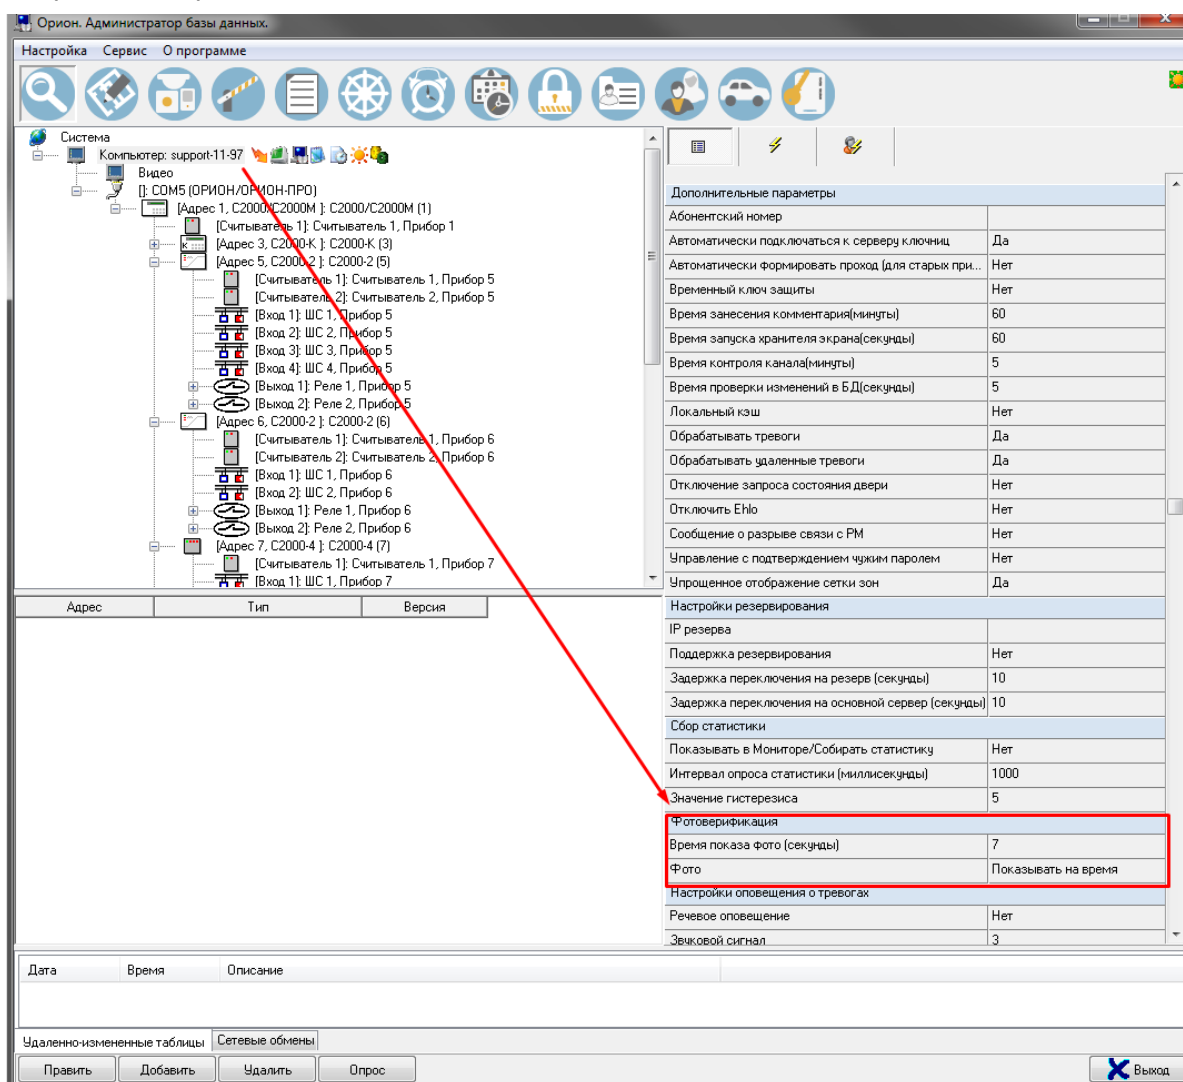 Орион. Администратор базы данных.
Настройка Сервис О программе
Система
Компьютер: support-11-97
Видео
[]: COM5 (ОРИОН/ОРИОН-ПРО)
[Адрес 1, С2000/С2000М ]: С2000/С2000М (1)
[Считыватель 1]: Считыватель 1, Прибор 1
[Адрес 3, С2000-К ]: С2000-К (3)
[Адрес 5, С2000-2 ]: С2000-2 (5)
[Считыватель 1]: Считыватель 1, Прибор 5
[Считыватель 2]: Считыватель 2, Прибор 5
[Вход 1]: ШС 1, Прибор 5
[Вход 2]: ШС 2, Прибор 5
[Вход 3]: ШС 3, Прибор 5
[Вход 4]: ШС 4, Прибор 5
[Выход 1]: Реле 1, Прибор 5
[Выход 2]: Реле 2, Прибор 5
[Адрес 6, С2000-2 ]: С2000-2 (6)
[Считыватель 1]: Считыватель 1, Прибор 6
[Считыватель 2]: Считыватель 2, Прибор 6
[Вход 1]: ШС 1, Прибор 6
[Вход 2]: ШС 2, Прибор 6
[Выход 1]: Реле 1, Прибор 6
[Выход 2]: Реле 2, Прибор 6
[Адрес 7, С2000-4 ]: С2000-4 (7)
[Считыватель 1]: Считыватель 1, Прибор 7
[Вход 1]: ШС 1, Прибор 7
Адрес Тип Версия
Дополнительные параметры
Абонентский номер
Автоматически подключаться к серверу ключниц Да
Автоматически формировать проход (для старых при... Нет
Временный ключ защиты Нет
Время занесения комментария(минуты) 60
Время запуска хранителя экрана(секунды) 60
Время контроля канала(минуты) 5
Время проверки изменений в БД(секунды) 5
Локальный кэш Нет
Обрабатывать тревоги Да
Обрабатывать удаленные тревоги Да
Отключение запроса состояния двери Нет
Отключить Ehlo Нет
Сообщение о разрыве связи с РМ Нет
Управление с подтверждением чужим паролем Нет
Упрощенное отображение сетки зон Да
Настройки резервирования
IP резерва
Поддержка резервирования Нет
Задержка переключения на резерв (секунды) 10
Задержка переключения на основной сервер (секунды) 10
Сбор статистики
Показывать в Мониторе/Собирать статистику Нет
Интервал опроса статистики (миллисекунды) 1000
Значение гистерезиса 5
Фотоверификация
Время показа фото (секунды) 7
Фото Показывать на время
Настройки оповещения о тревогах
Речевое оповещение Нет
Звуковой сигнал 3
Дата Время Описание
Удаленно-измененные таблицы Сетевые обмены
Править Добавить Удалить Опрос Выход